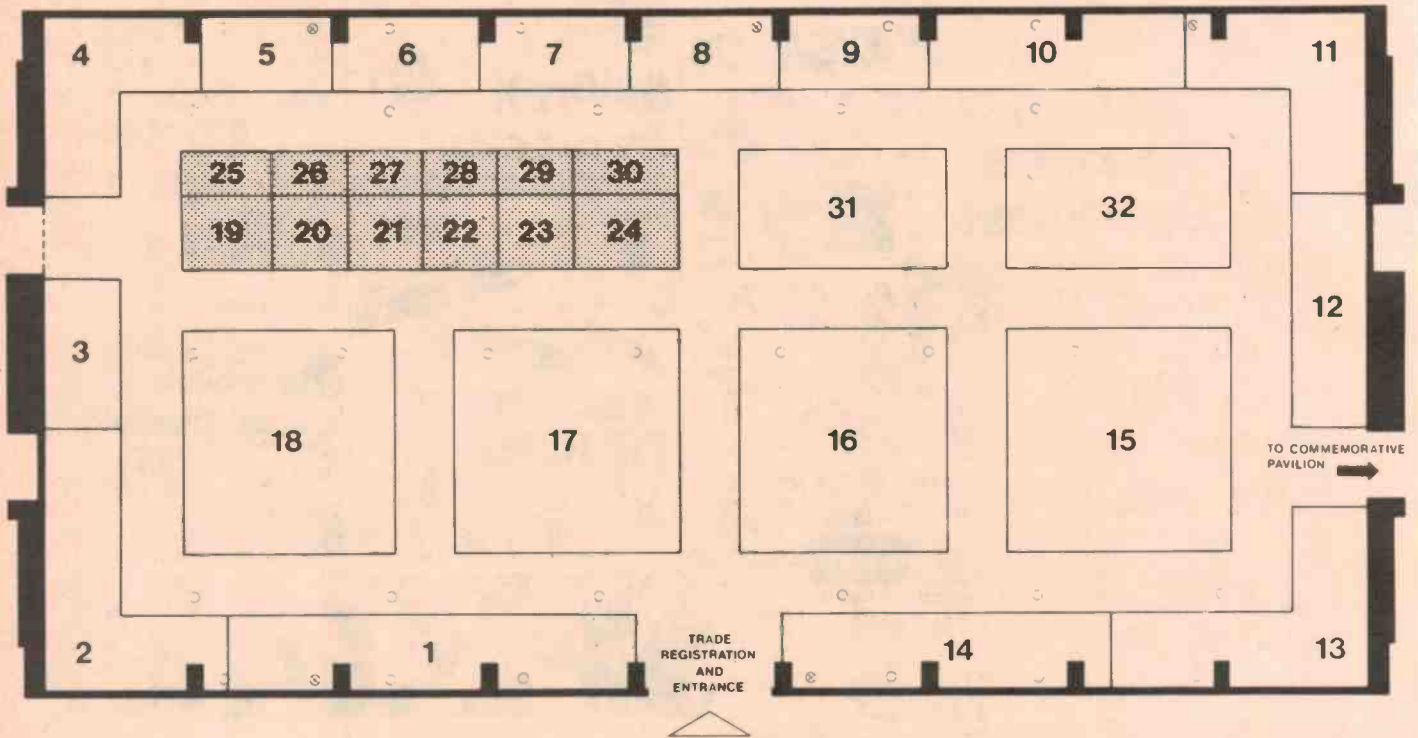 4 5 6 7 8 9 10 11
25 26 27 28 29 30
19 20 21 22 23 24
31 32
3
12
18 17 16 15
TO COMMEMORATIVE
PAVILION
2 1
TRADE
REGISTRATION
AND
ENTRANCE
14 13